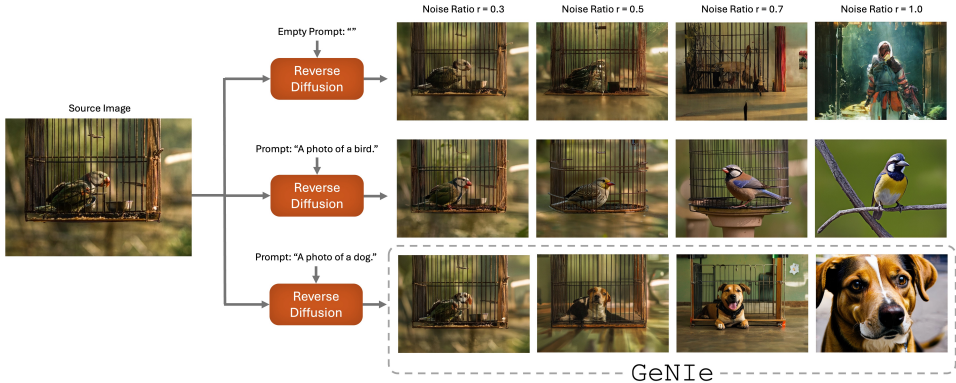 Noise Ratio r = 0.3
Noise Ratio r = 0.5
Noise Ratio r = 0.7
Noise Ratio r = 1.0
Empty Prompt: “”
Reverse
Diffusion
Source Image
Prompt: “A photo of a bird.”
Reverse
Diffusion
Prompt: “A photo of a dog.”
Reverse
Diffusion
GeNIe